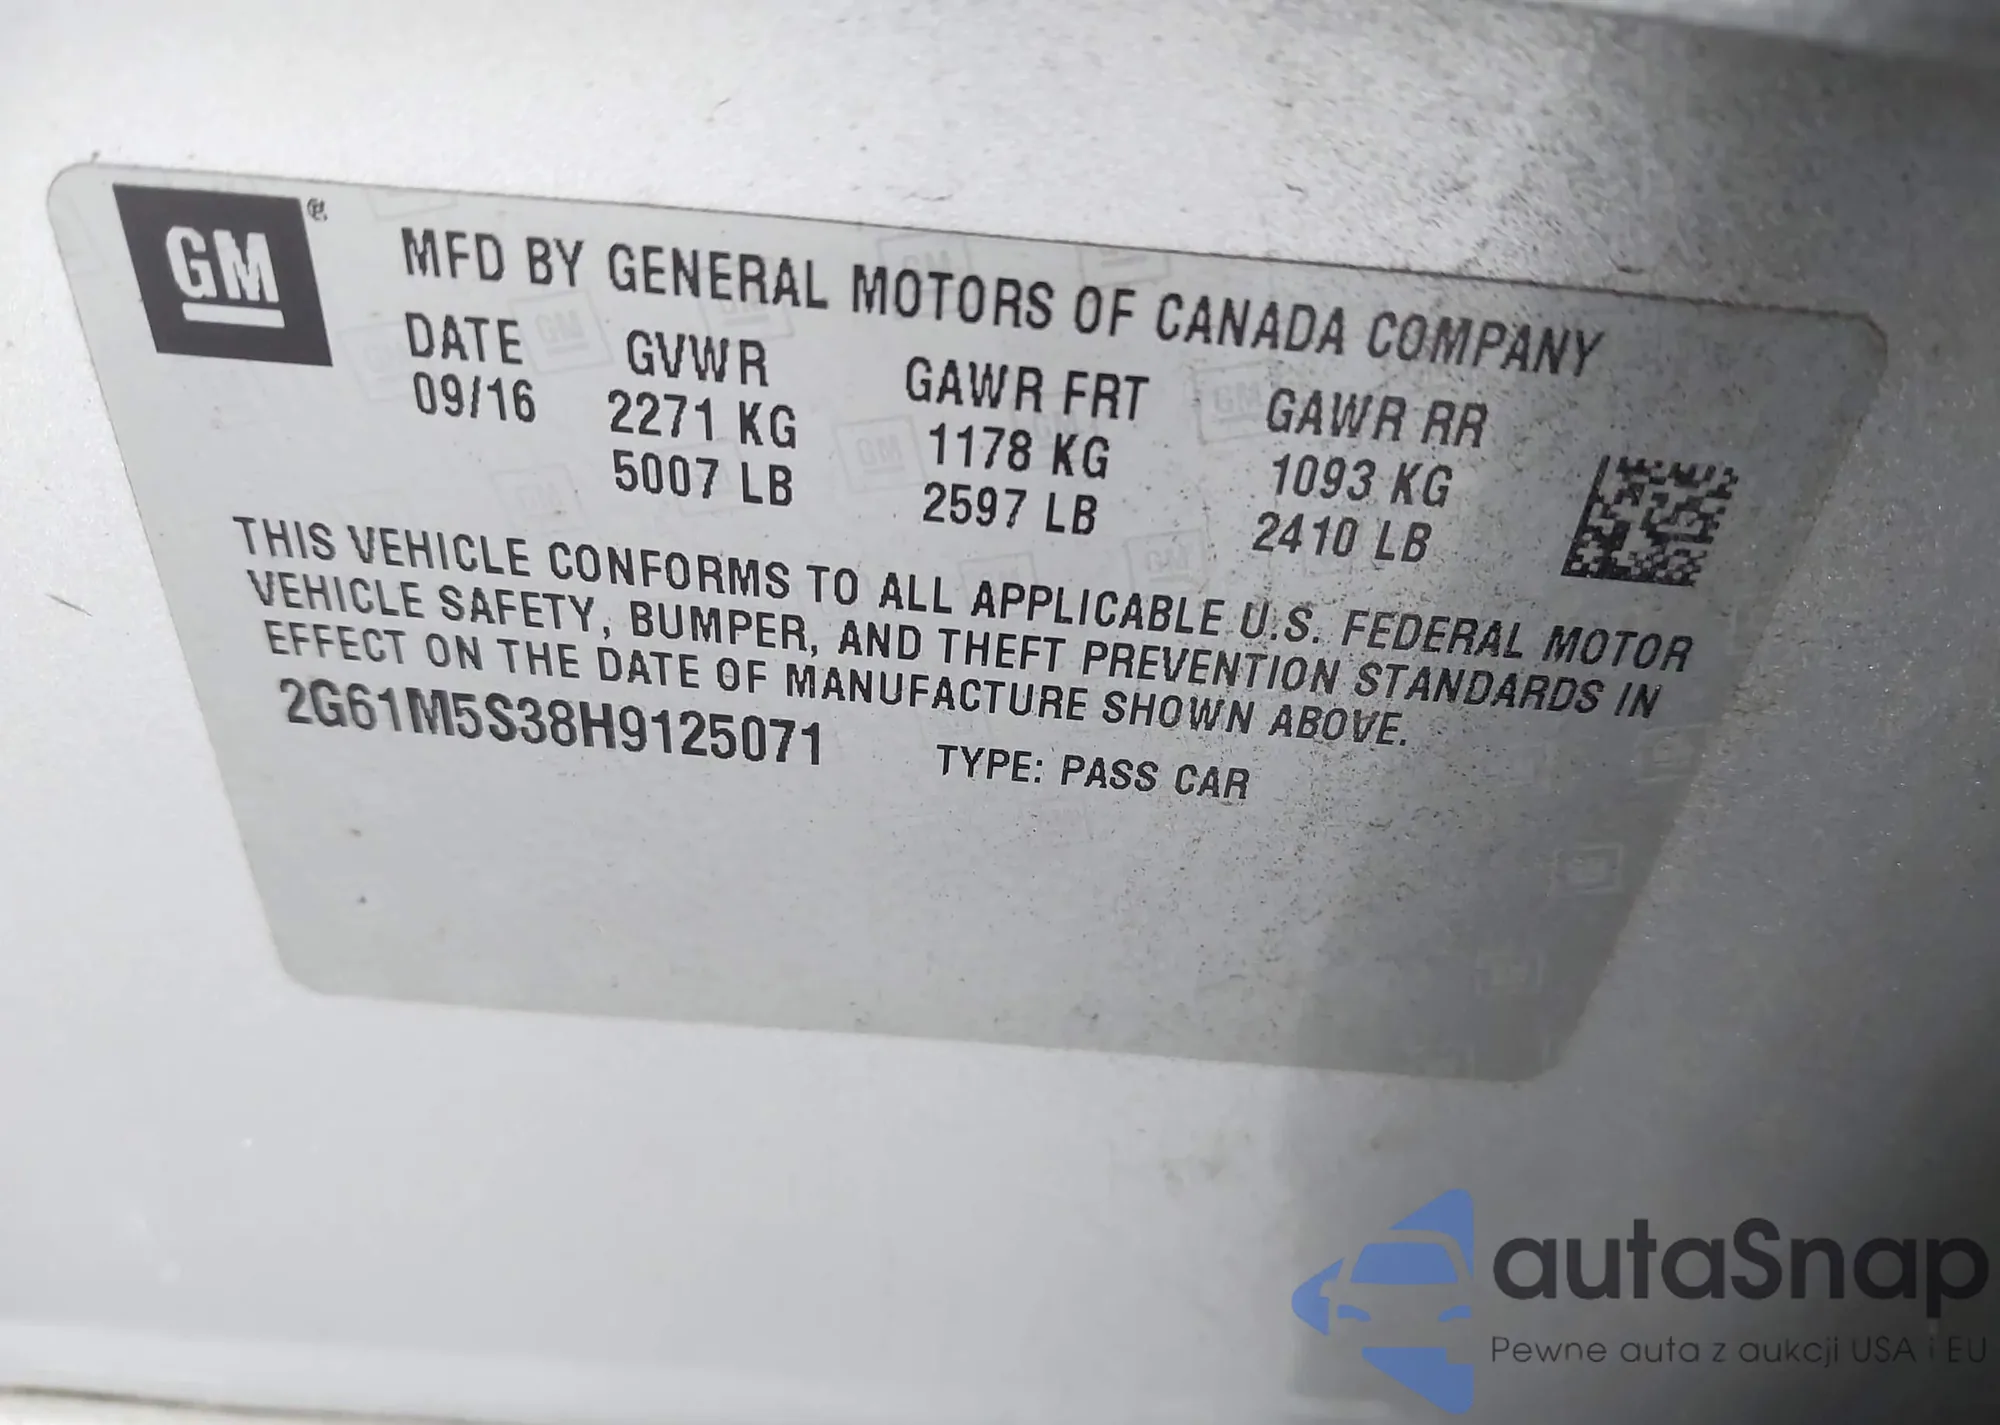 GM
MFD BY GENERAL MOTORS OF CANADA COMPANY
DATE GVWR GAWR FRT GAWR RR
09/16 2271 KG 1178 KG 1093 KG
5007 LB 2597 LB 2410 LB
THIS VEHICLE CONFORMS TO ALL APPLICABLE U.S. FEDERAL MOTOR
VEHICLE SAFETY, BUMPER, AND THEFT PREVENTION STANDARDS IN
EFFECT ON THE DATE OF MANUFACTURE SHOWN ABOVE.
2G61M5S38H9125071 TYPE: PASS CAR
autaSnap
Pewne auta z aukcji USA i EU